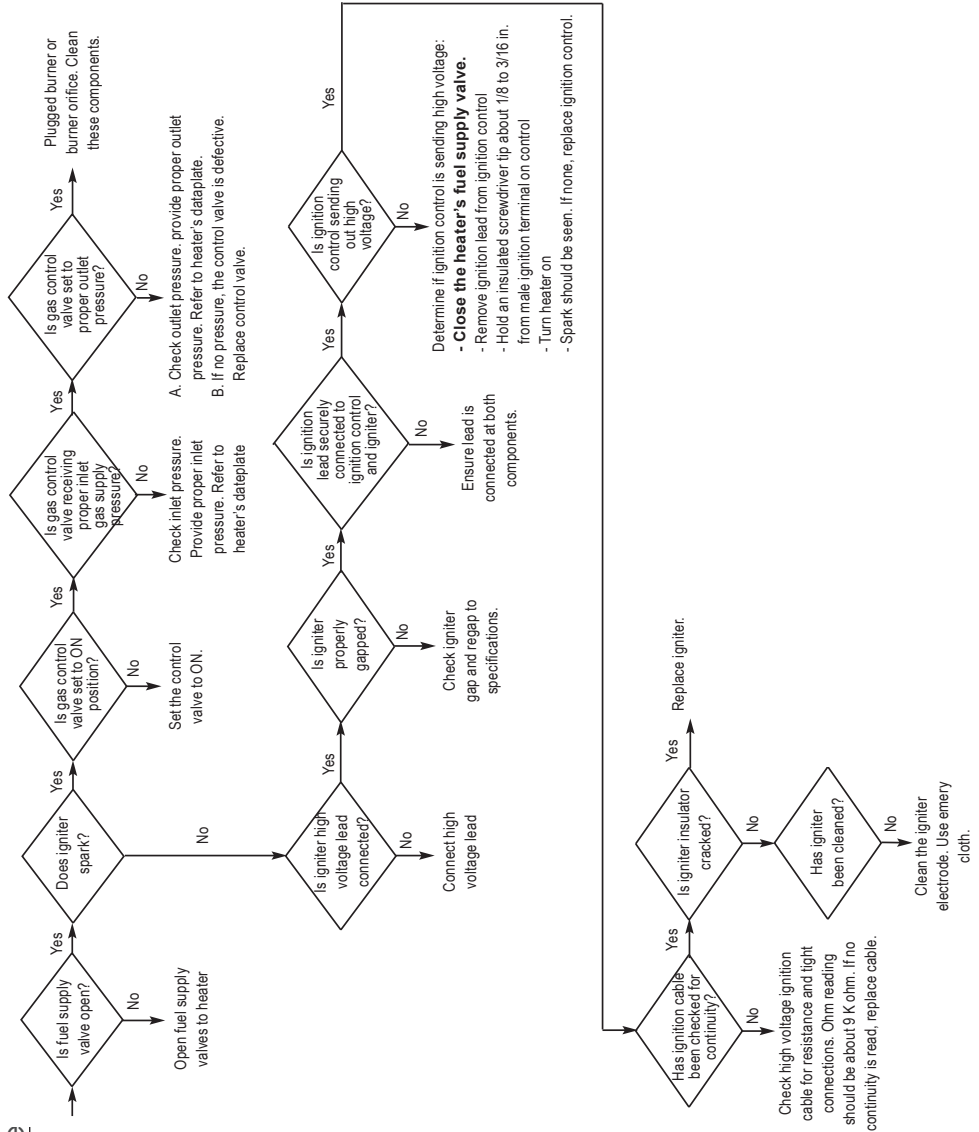 Is fuel supply
valve open?
Yes
No
Open fuel supply
valves to heater
Does igniter
spark?
Yes
No
Is gas control
valve set to ON
position?
Yes
No
Set the control
valve to ON.
Is gas control
valve receiving
proper inlet
gas supply
pressure?
Yes
No
Check inlet pressure.
Provide proper inlet
pressure. Refer to
heater's dateplate
Is gas control
valve set to
proper outlet
pressure?
Yes
No
A. Check outlet pressure. provide proper outlet
pressure. Refer to heater's dataplate.
B. If no pressure, the control valve is defective.
Replace control valve.
Plugged burner or
burner orifice. Clean
these components.
Is igniter high
voltage lead
connected?
Yes
No
Connect high
voltage lead
Is igniter
properly
gapped?
Yes
No
Check igniter
gap and regap to
specifications.
Is ignition
lead securely
connected to
ignition control
and igniter?
Yes
No
Ensure lead is
connected at both
components.
Is ignition
control sending
out high
voltage?
Yes
No
Determine if ignition control is sending high voltage:
- Close the heater's fuel supply valve.
- Remove ignition lead from ignition control
- Hold an insulated screwdriver tip about 1/8 to 3/16 in.
from male ignition terminal on control
- Turn heater on
- Spark should be seen. If none, replace ignition control.
Has ignition cable
been checked for
continuity?
Yes
No
Check high voltage ignition
cable for resistance and tight
connections. Ohm reading
should be about 9 K ohm. If no
continuity is read, replace cable.
Is igniter insulator
cracked?
Yes
Replace igniter.
No
Has igniter
been cleaned?
No
Clean the igniter
electrode. Use emery
cloth.